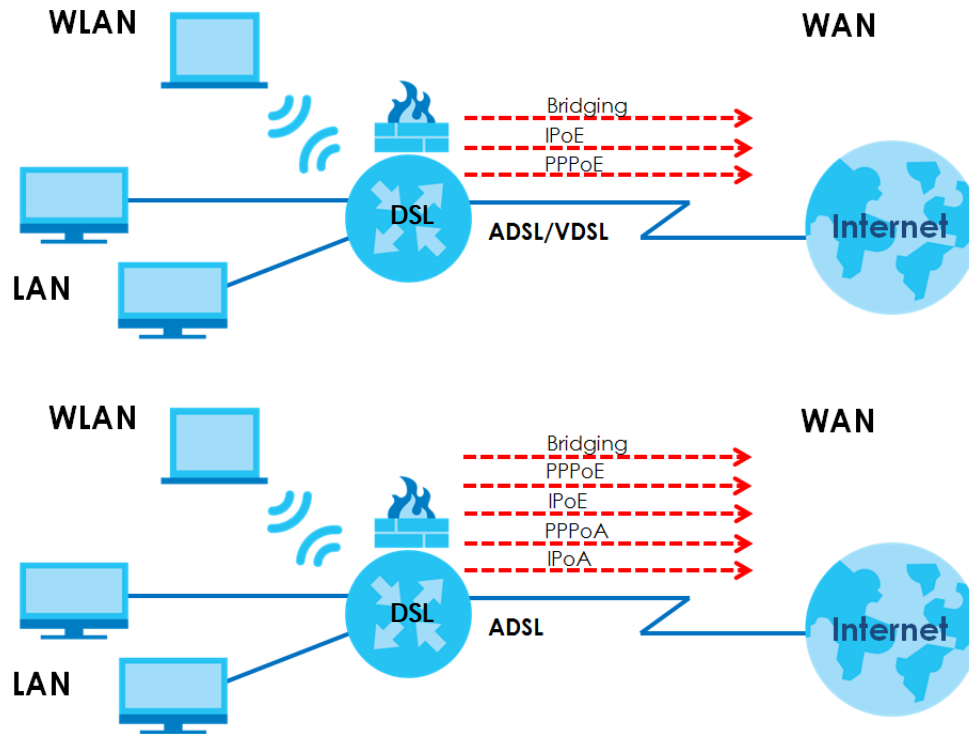 WLAN
WAN
Bridging
IPoE
PPPoE
DSL
ADSL/VDSL
Internet
LAN
WLAN
WAN
Bridging
PPPoE
IPoE
PPPoA
IPoA
DSL
ADSL
Internet
LAN